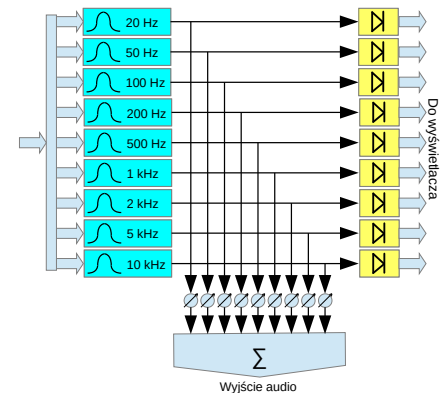 20 Hz
50 Hz
100 Hz
200 Hz
500 Hz
1 kHz
2 kHz
5 kHz
10 kHz
Do wyświetlacza
Σ
Wyjście audio